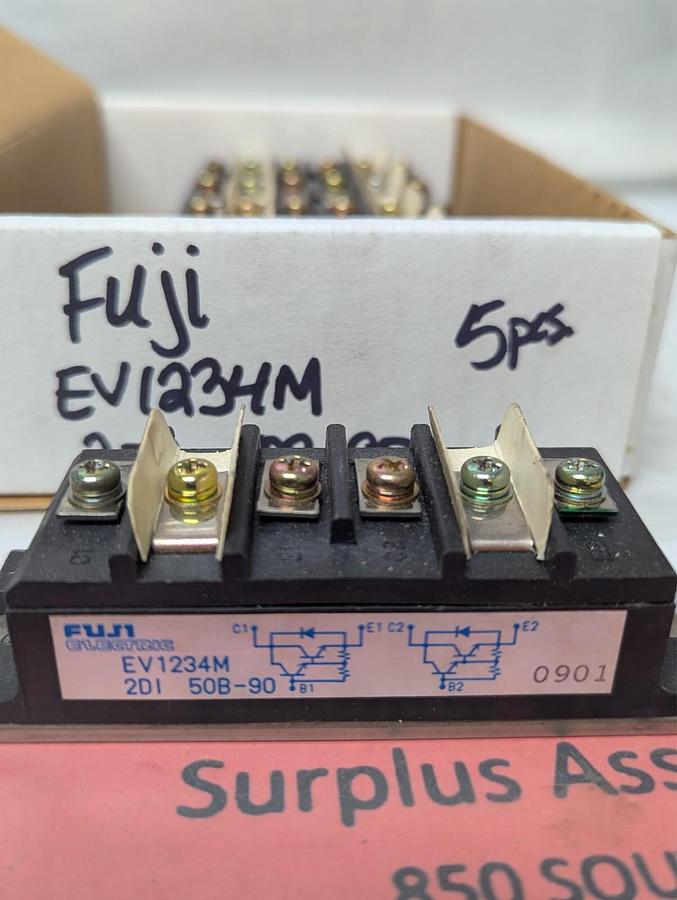 Fuji
EV1234M
5pcs.
FUJI
ELECTRIC
EV1234M
2DI 50B-90
C1 E1 C2 E2
B1 B2
0901
Surplus Ass
850 SOU